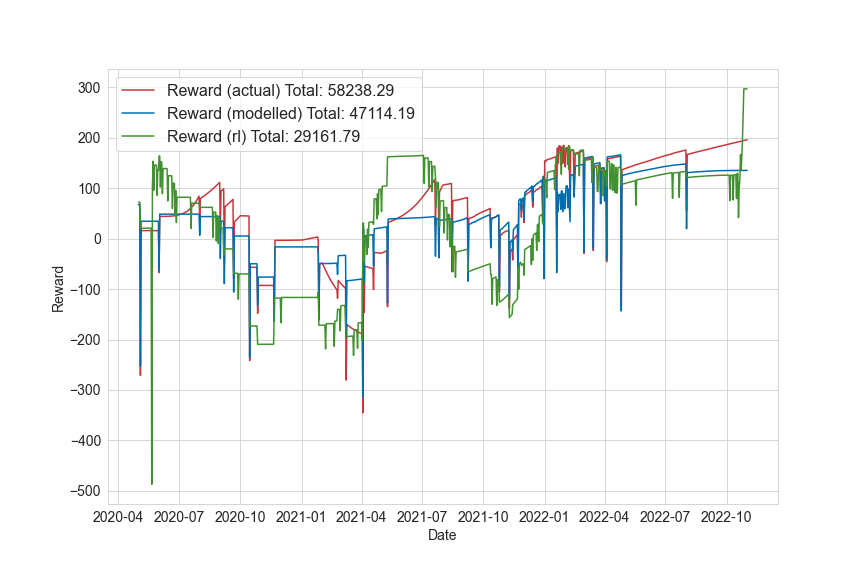 Reward (actual) Total: 58238.29
Reward (modelled) Total: 47114.19
Reward (rl) Total: 29161.79
300
200
100
0
−100
−200
−300
−400
−500
Reward
2020-04 2020-07 2020-10 2021-01 2021-04 2021-07 2021-10 2022-01 2022-04 2022-07 2022-10
Date